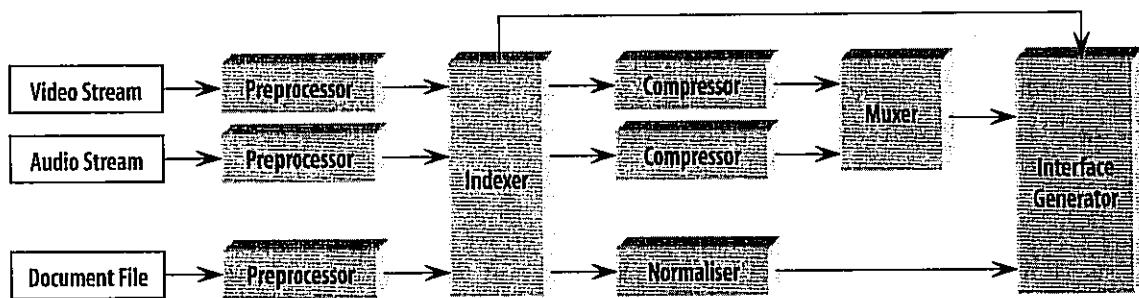 Video Stream
Preprocessor
Compressor
Audio Stream
Preprocessor
Indexer
Compressor
Muxer
Interface
Generator
Document File
Preprocessor
Normaliser